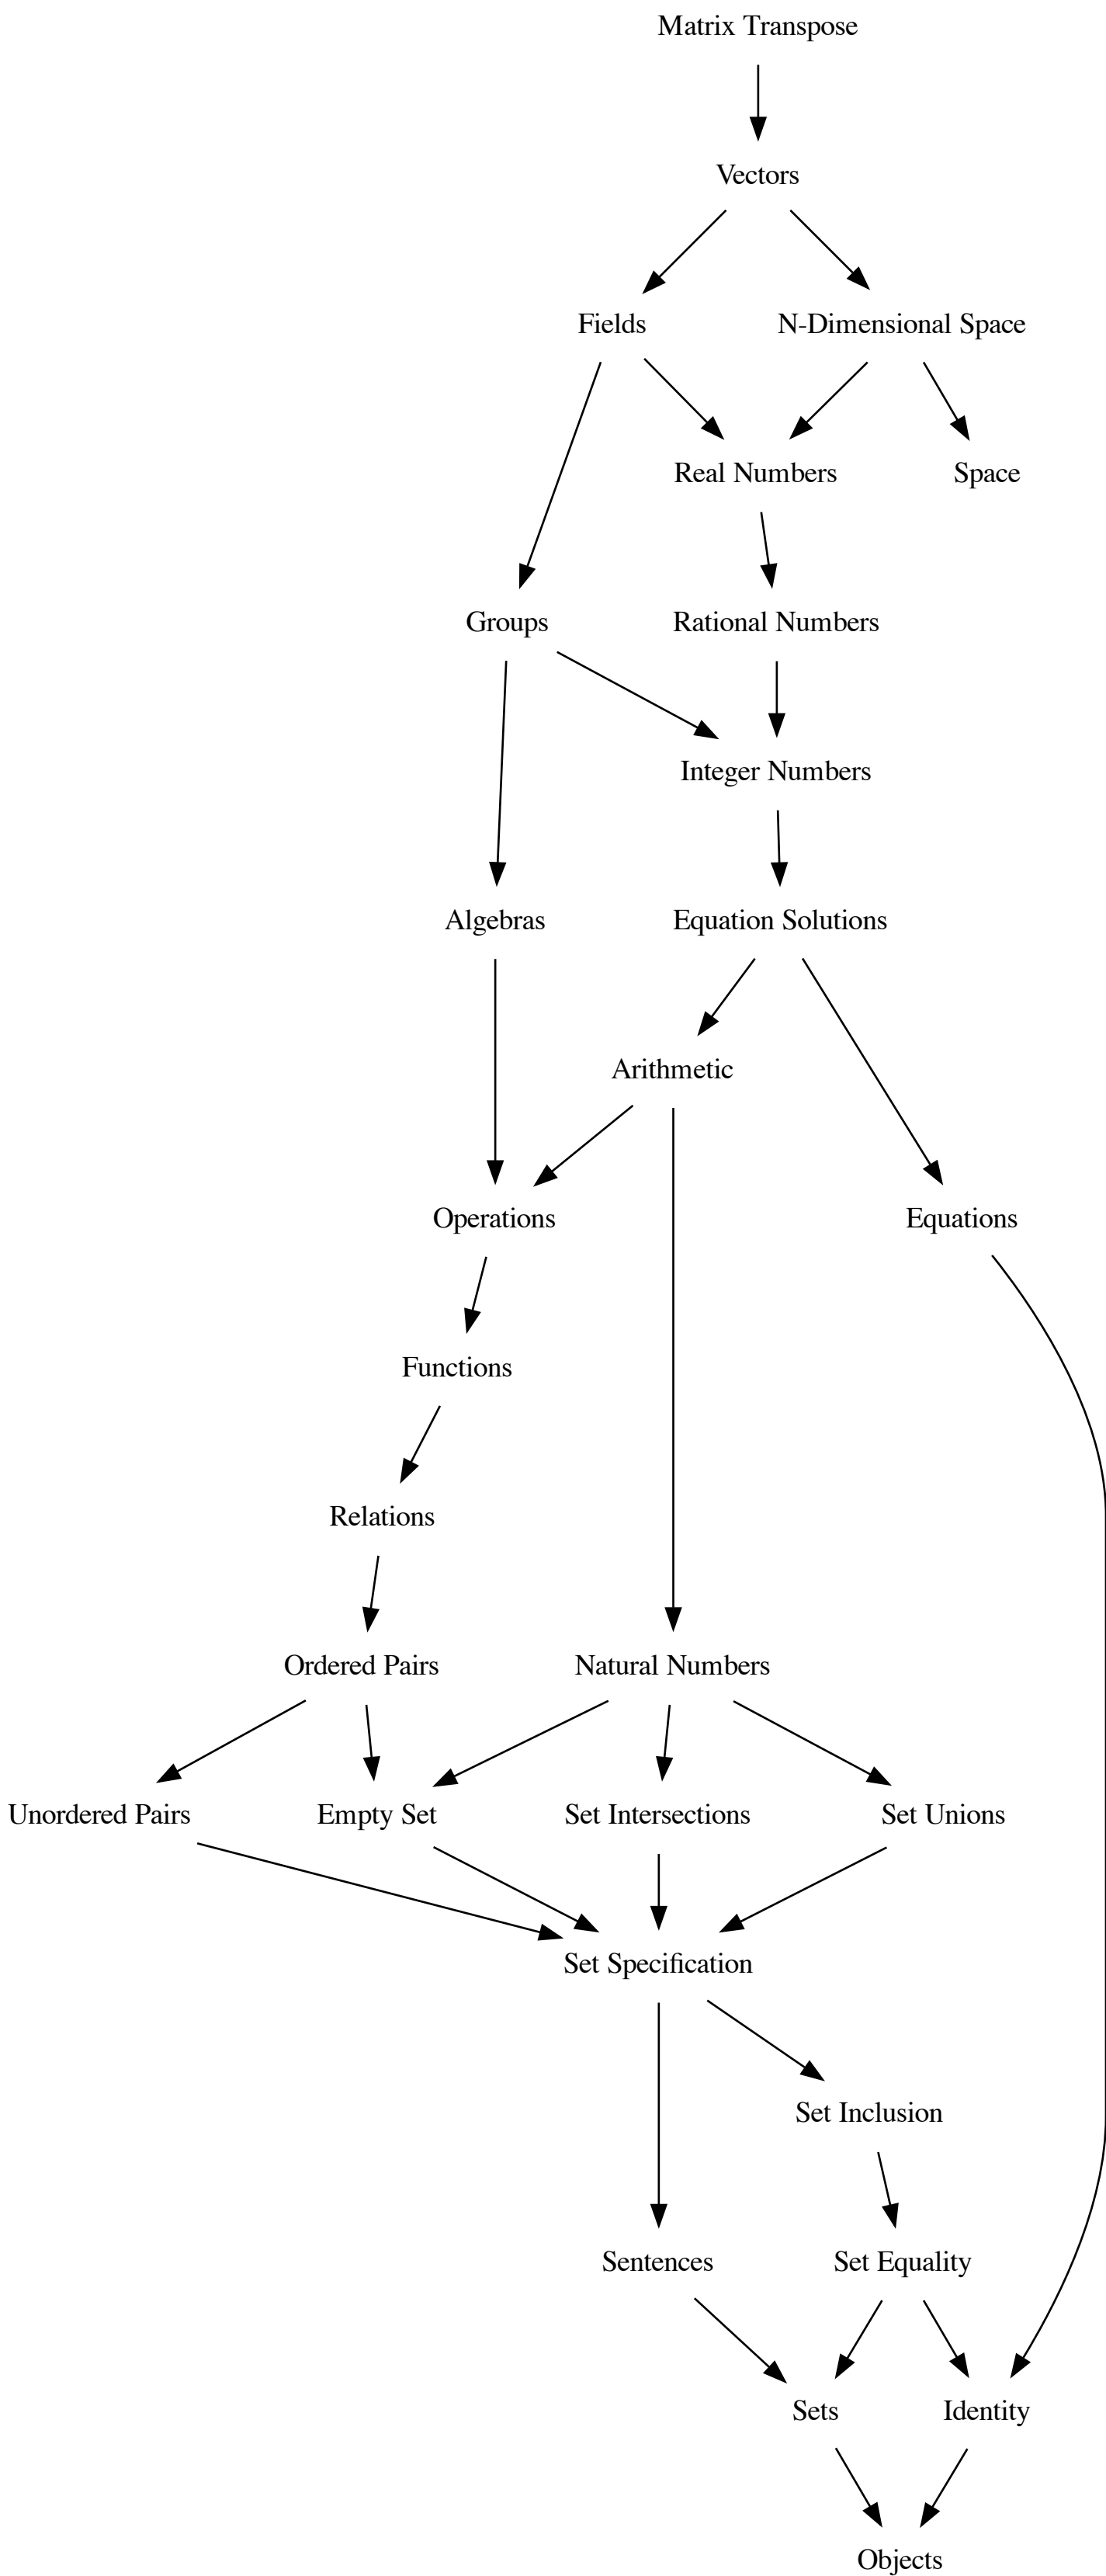 Matrix Transpose
Vectors
Fields
N-Dimensional Space
Real Numbers
Space
Groups
Rational Numbers
Integer Numbers
Algebras
Equation Solutions
Arithmetic
Operations
Equations
Functions
Relations
Ordered Pairs
Natural Numbers
Unordered Pairs
Empty Set
Set Intersections
Set Unions
Set Specification
Set Inclusion
Sentences
Set Equality
Sets
Identity
Objects